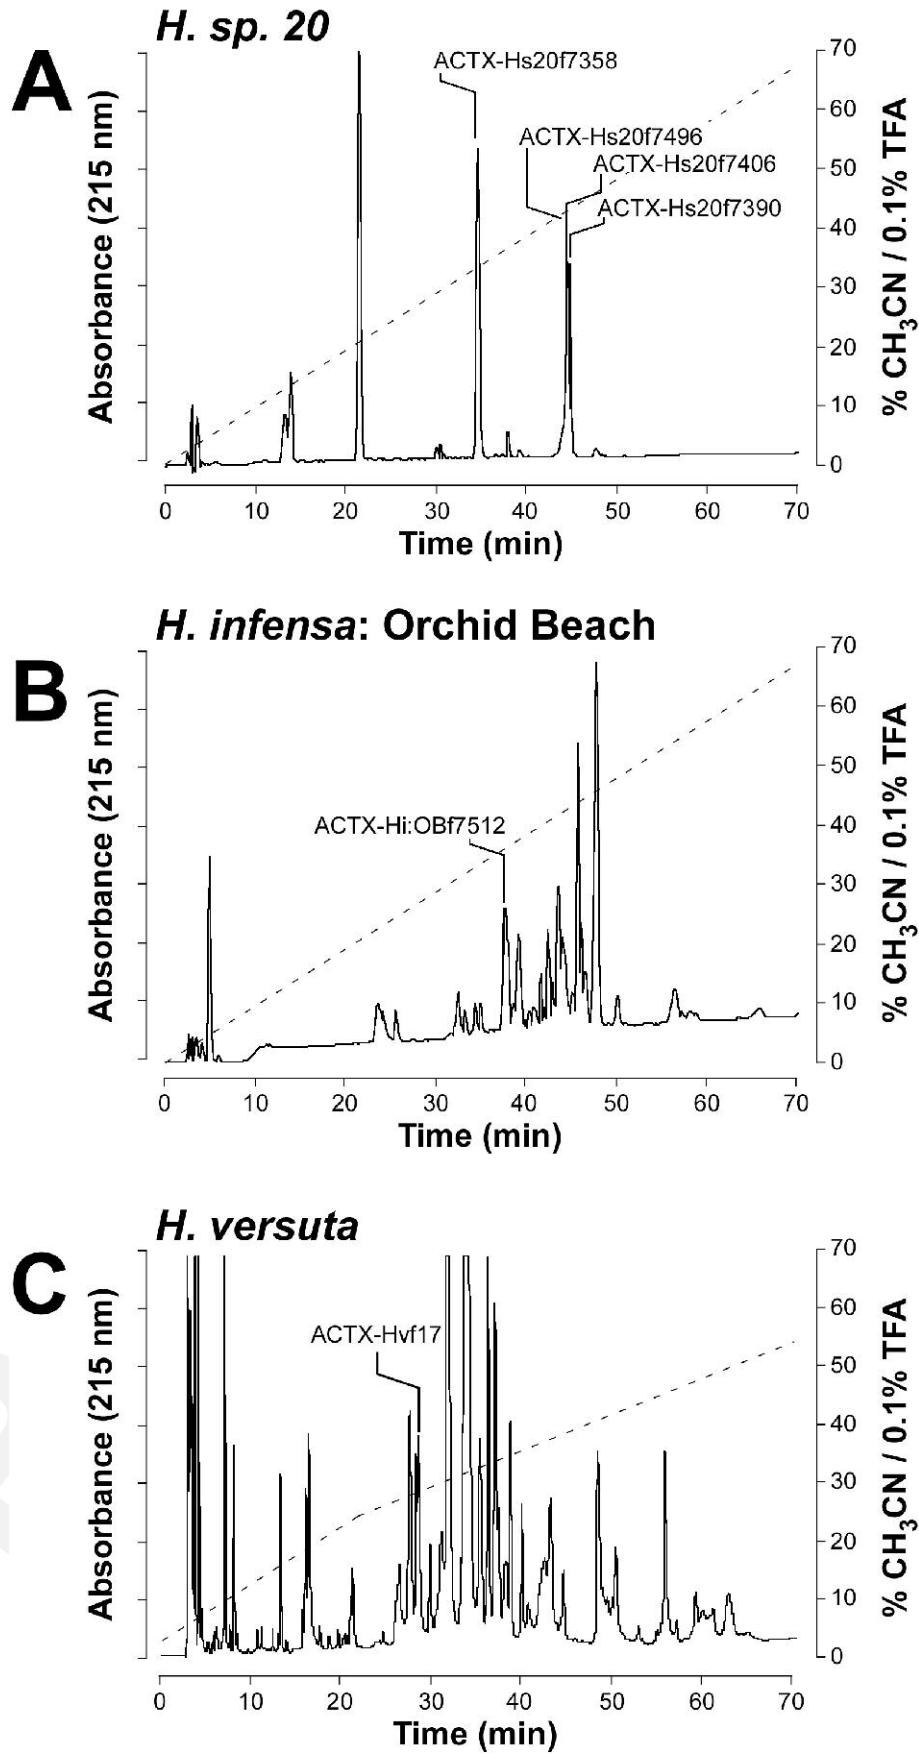 H. sp. 20
A
Absorbance (215 nm)
ACTX-Hs20f7358
ACTX-Hs20f7496
ACTX-Hs20f7406
ACTX-Hs20f7390
70
60
50
40
30
20
10
0
% CH3CN / 0.1% TFA
0 10 20 30 40 50 60 70
Time (min)
H. infensa: Orchid Beach
B
Absorbance (215 nm)
ACTX-Hi:OBf7512
70
60
50
40
30
20
10
0
% CH3CN / 0.1% TFA
0 10 20 30 40 50 60 70
Time (min)
H. versuta
C
Absorbance (215 nm)
ACTX-Hvf17
70
60
50
40
30
20
10
0
% CH3CN / 0.1% TFA
0 10 20 30 40 50 60 70
Time (min)